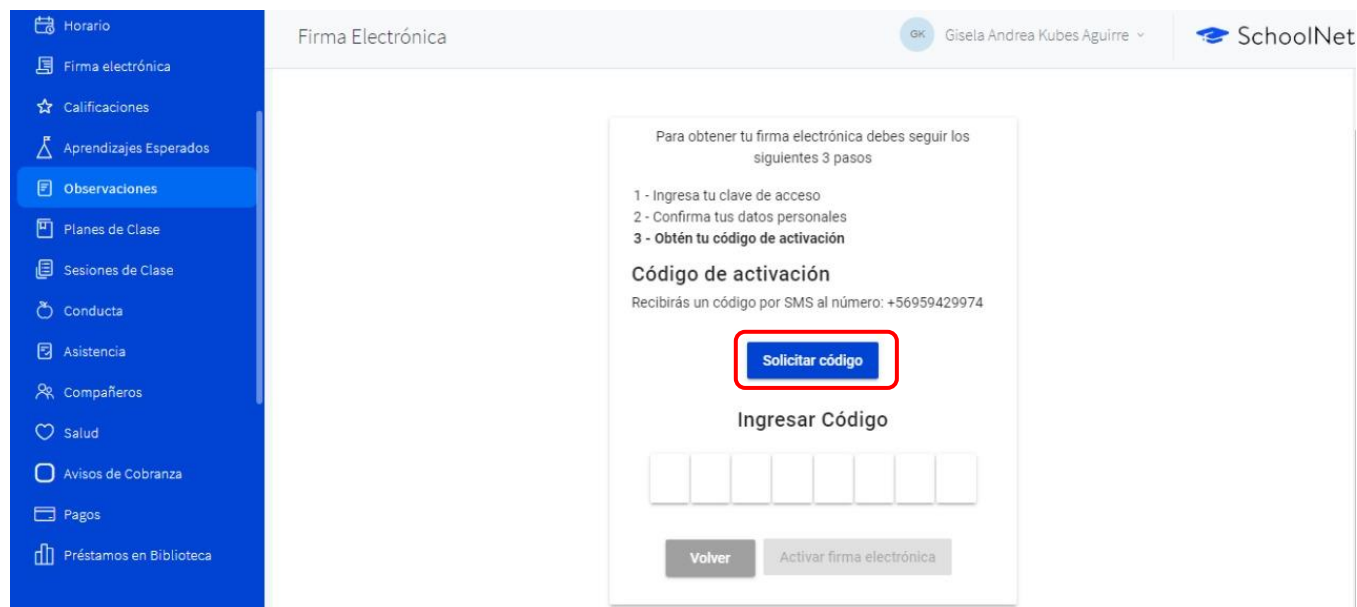 Horario
Firma electrónica
Calificaciones
Aprendizajes Esperados
Observaciones
Planes de Clase
Sesiones de Clase
Conducta
Asistencia
Compañeros
Salud
Avisos de Cobranza
Pagos
Préstamos en Biblioteca
Firma Electrónica
GK Gisela Andrea Kubes Aguirre
SchoolNet
Para obtener tu firma electrónica debes seguir los
siguientes 3 pasos
1 - Ingresa tu clave de acceso
2 - Confirma tus datos personales
3 - Obtén tu código de activación
Código de activación
Recibirás un código por SMS al número: +56959429974
Solicitar código
Ingresar Código
Volver
Activar firma electrónica